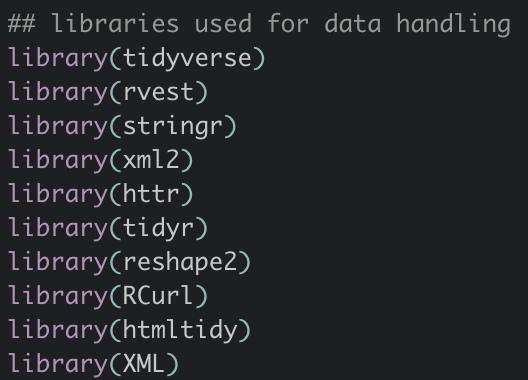 ## libraries used for data handling
library(tidyverse)
library(rvest)
library(stringr)
library(xml2)
library(httr)
library(tidyr)
library(reshape2)
library(RCurl)
library(htmltidy)
library(XML)